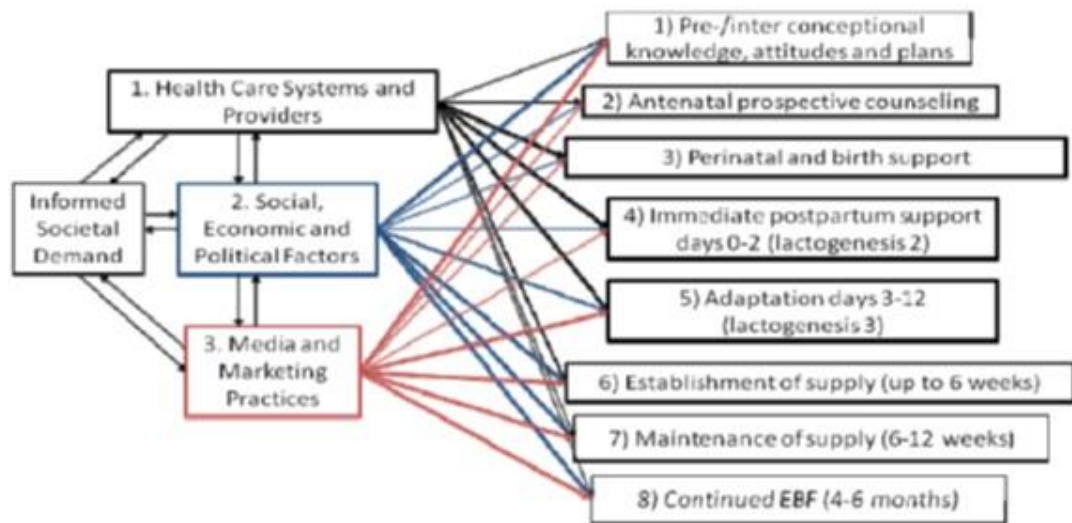 1. Health Care Systems and
Providers
Informed
Societal
Demand
2. Social,
Economic and
Political Factors
3. Media and
Marketing
Practices
1) Pre-/inter conceptional
knowledge, attitudes and plans
2) Antenatal prospective counseling
3) Perinatal and birth support
4) Immediate postpartum support
days 0-2 (lactogenesis 2)
5) Adaptation days 3-12
(lactogenesis 3)
6) Establishment of supply (up to 6 weeks)
7) Maintenance of supply (6-12 weeks)
8) Continued EBF (4-6 months)